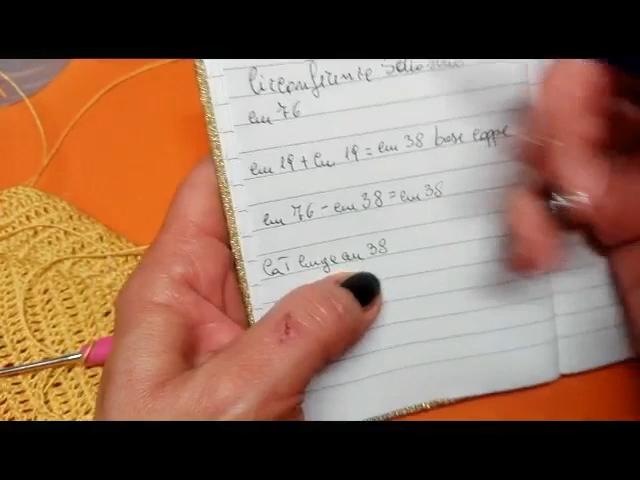 Circonferenza Sottoseno
cm 76
cm 19 + cm 19 = cm 38 base coppe
cm 76 - cm 38 = cm 38
cm 38